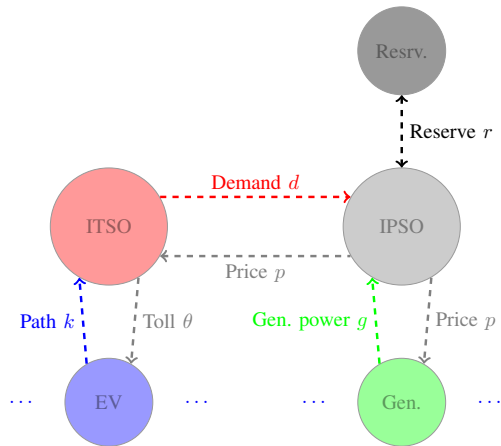 Resrv.
Reserve r
Demand d
ITSO
IPSO
Price p
Path k
Toll θ
Gen. power g
Price p
... EV ... ... Gen. ...